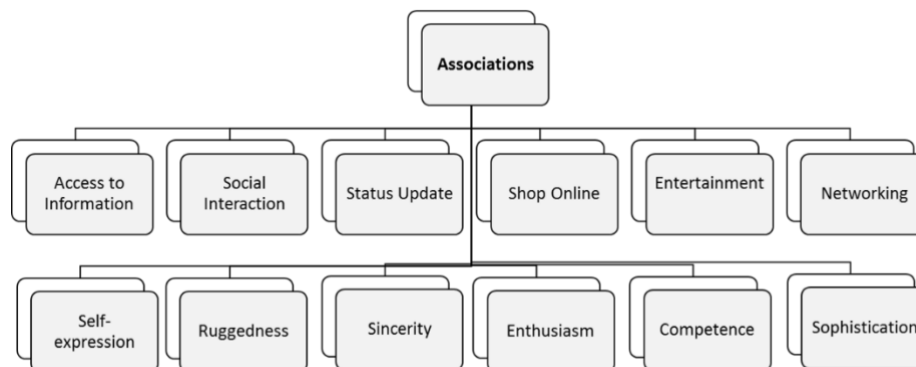 Associations
Access to
Information
Social
Interaction
Status Update
Shop Online
Entertainment
Networking
Self-
expression
Ruggedness
Sincerity
Enthusiasm
Competence
Sophistication